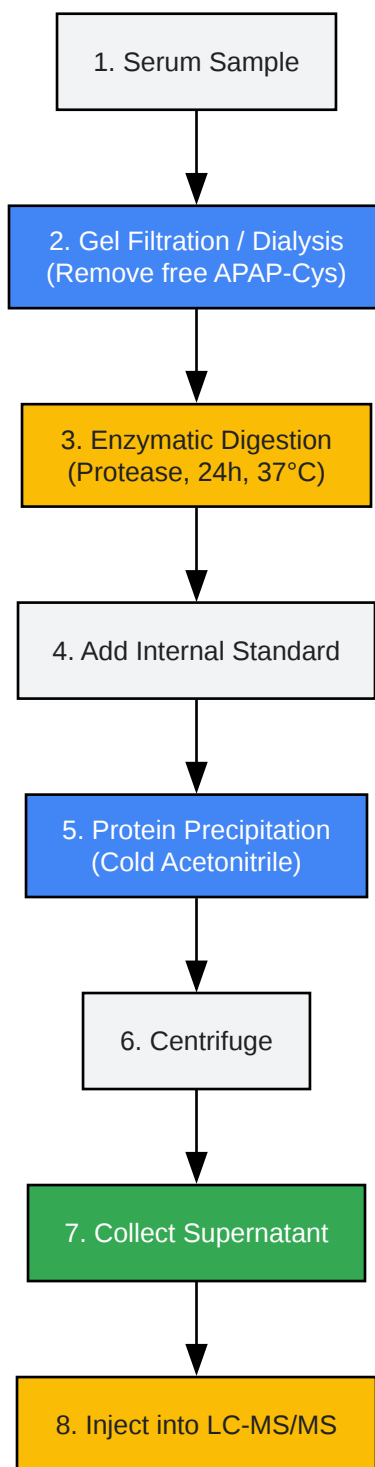 1. Serum Sample
2. Gel Filtration / Dialysis
(Remove free APAP-Cys)
3. Enzymatic Digestion
(Protease, 24h, 37°C)
4. Add Internal Standard
5. Protein Precipitation
(Cold Acetonitrile)
6. Centrifuge
7. Collect Supernatant
8. Inject into LC-MS/MS